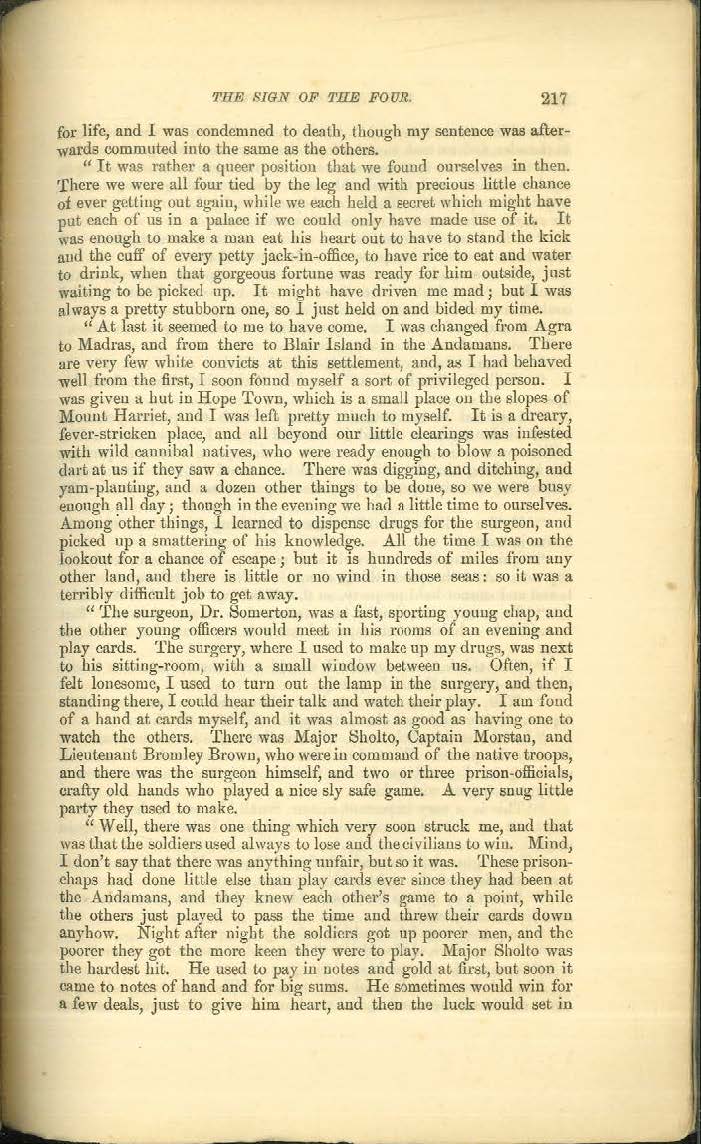 THE SIGN OF THE FOUR. 217
for life, and I was condemned to death, though my sentence was after-
wards commuted into the same as the others.
" It was rather a queer position that we found ourselves in then.
There we were all four tied by the leg and with precious little chance
of ever getting out again, while we each held a secret which might have
put each of us in a palace if we could only have made use of it. It
was enough to make a man eat his heart out to have to stand the kick
and the cuff of every petty jack-in-office, to have rice to eat and water
to drink, when that gorgeous fortune was ready for him outside, just
waiting to be picked up. It might have driven me mad ; but I was
always a pretty stubborn one, so I just held on and bided my time.
" At last it seemed to me to have come. I was changed from Agra
to Madras, and from there to Blair Island in the Andamans. There
are very few white convicts at this settlement, and, as I had behaved
well from the first, I soon found myself a sort of privileged person. I
was given a hut in Hope Town, which is a small place on the slopes of
Mount Harriet, and I was left pretty much to myself. It is a dreary,
fever-stricken place, and all beyond our little clearings was infested
with wild cannibal natives, who were ready enough to blow a poisoned
dart at us if they saw a chance. There was digging, and ditching, and
yam-planting, and a dozen other things to be done, so we were busy
enough all day ; though in the evening we had a little time to ourselves.
Among other things, I learned to dispense drugs for the surgeon, and
picked up a smattering of his knowledge. All the time I was on the
lookout for a chance of escape ; but it is hundreds of miles from any
other land, and there is little or no wind in those seas : so it was a
terribly difficult job to get away.
" The surgeon, Dr. Somerton, was a fast, sporting young chap, and
the other young officers would meet in his rooms of an evening and
play cards. The surgery, where I used to make up my drugs, was next
to his sitting-room, with a small window between us. Often, if I
felt lonesome, I used to turn out the lamp in the surgery, and then,
standing there, I could hear their talk and watch their play. I am fond
of a hand at cards myself, and it was almost as good as having one to
watch the others. There was Major Sholto, Captain Morstan, and
Lieutenant Bromley Brown, who were in command of the native troops,
and there was the surgeon himself, and two or three prison-officials,
crafty old hands who played a nice sly safe game. A very snug little
party they used to make.
" Well, there was one thing which very soon struck me, and that
was that the soldiers used always to lose and the civilians to win. Mind,
I don't say that there was anything unfair, but so it was. These prison-
chaps had done little else than play cards ever since they had been at
the Andamans, and they knew each other's game to a point, while
the others just played to pass the time and threw their cards down
anyhow. Night after night the soldiers got up poorer men, and the
poorer they got the more keen they were to play. Major Sholto was
the hardest hit. He used to pay in notes and gold at first, but soon it
came to notes of hand and for big sums. He sometimes would win for
a few deals, just to give him heart, and then the luck would set in